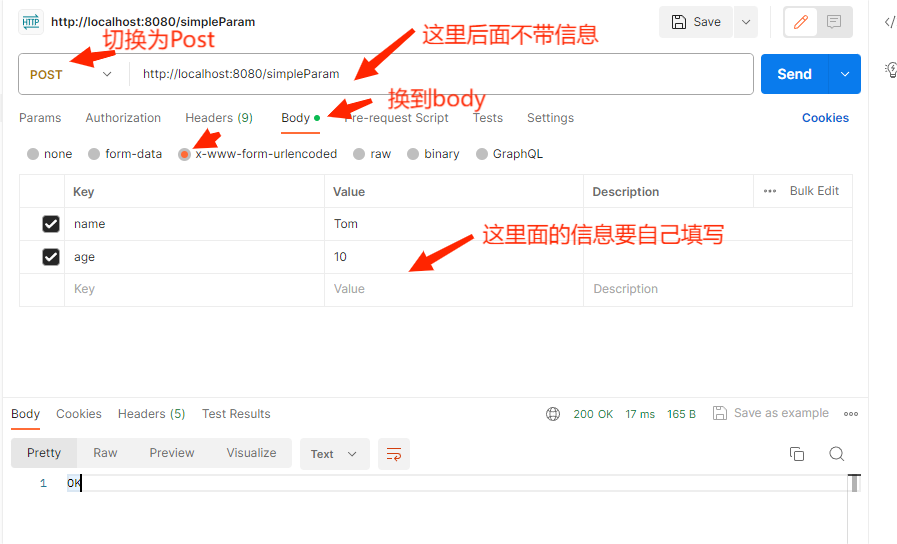 HTTP http://localhost:8080/simpleParam Save
切换为Post 这里后面不带信息
POST http://localhost:8080/simpleParam Send
换到body
Params Authorization Headers (9) Body Pre-request Script Tests Settings Cookies
none form-data x-www-form-urlencoded raw binary GraphQL
Key Value Description Bulk Edit
name Tom
这里面的信息要自己填写
age 10
Key Value Description
Body Cookies Headers (5) Test Results 200 OK 17 ms 165 B Save as example
Pretty Raw Preview Visualize Text
1 OK